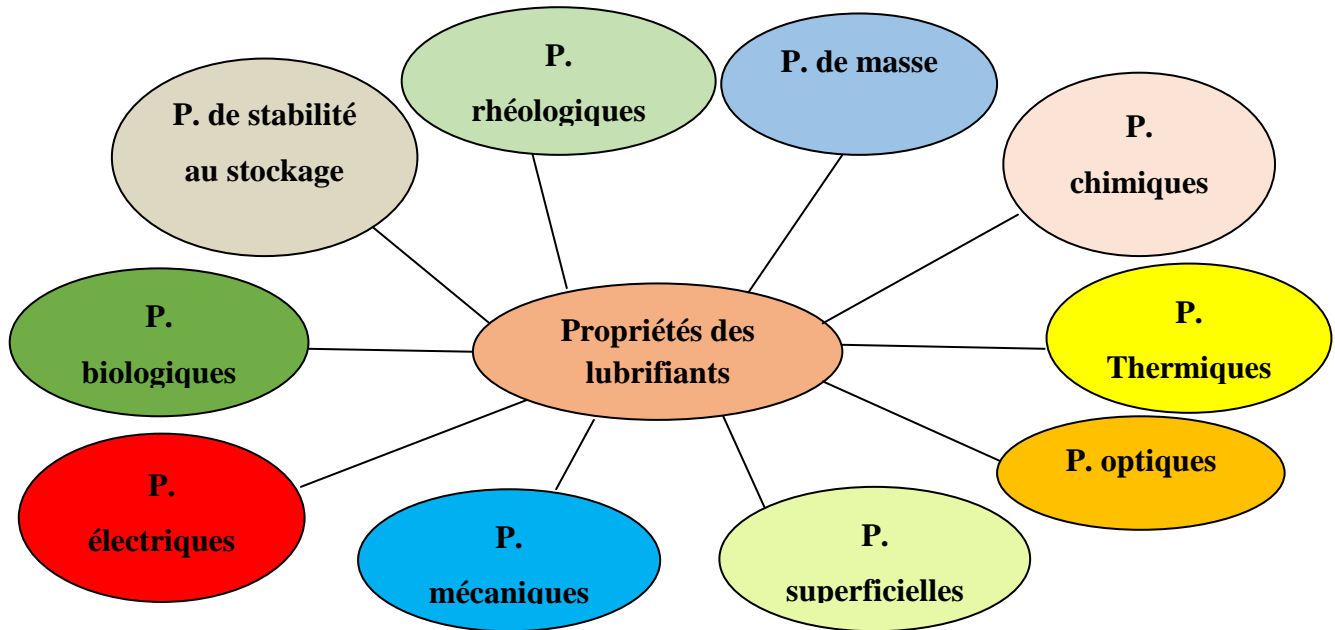 P.
rhéologiques
P. de masse
P. de stabilité
au stockage
P.
chimiques
P.
biologiques
Propriétés des
lubrifiants
P.
Thermiques
P. optiques
P.
électriques
P.
mécaniques
P.
superficielles